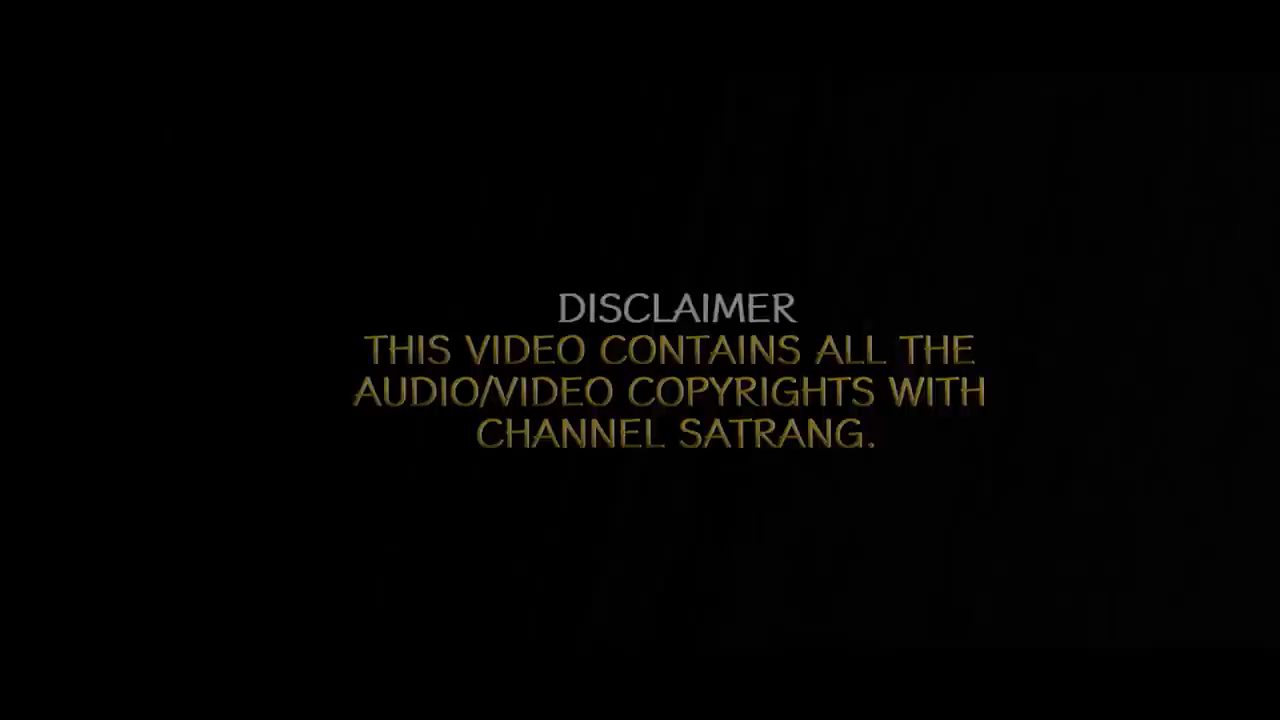 DISCLAIMER
THIS VIDEO CONTAINS ALL THE
AUDIO/VIDEO COPYRIGHTS WITH
CHANNEL SATRANG.